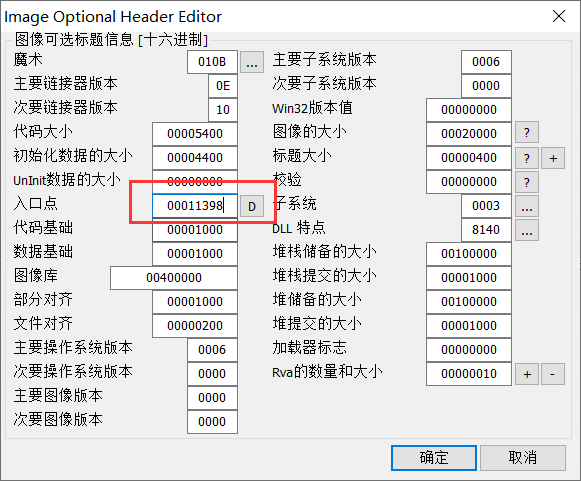 Image Optional Header Editor
图像可选标题信息 [十六进制]
魔术 010B ...
主要链接器版本 0E
次要链接器版本 10
代码大小 00005400
初始化数据的大小 00004400
UnInit数据的大小 00000000
入口点 00011398 D
代码基础 00001000
数据基础 00001000
图像库 00400000
部分对齐 00001000
文件对齐 00000200
主要操作系统版本 0006
次要操作系统版本 0000
主要图像版本 0000
次要图像版本 0000
主要子系统版本 0006
次要子系统版本 0000
Win32版本值 00000000
图像的大小 00020000 ?
标题大小 00000400 ? +
校验 00000000 ?
子系统 0003 ...
DLL 特点 8140 ...
堆栈储备的大小 00100000
堆栈提交的大小 00001000
堆储备的大小 00100000
堆提交的大小 00001000
加载器标志 00000000
Rva的数量和大小 00000010 + -
确定 取消